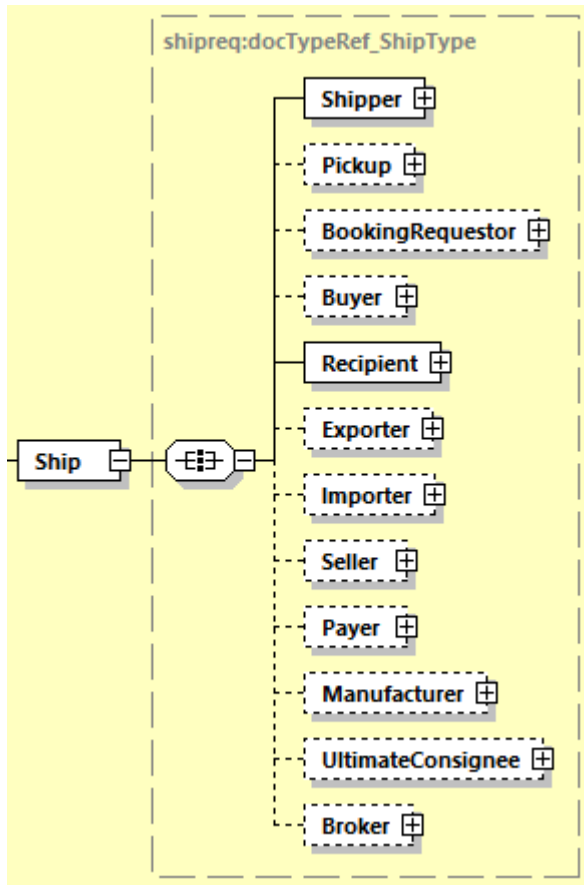 shipreq:docTypeRef_ShipType
Shipper
Pickup
BookingRequestor
Buyer
Recipient
Ship
Exporter
Importer
Seller
Payer
Manufacturer
UltimateConsignee
Broker